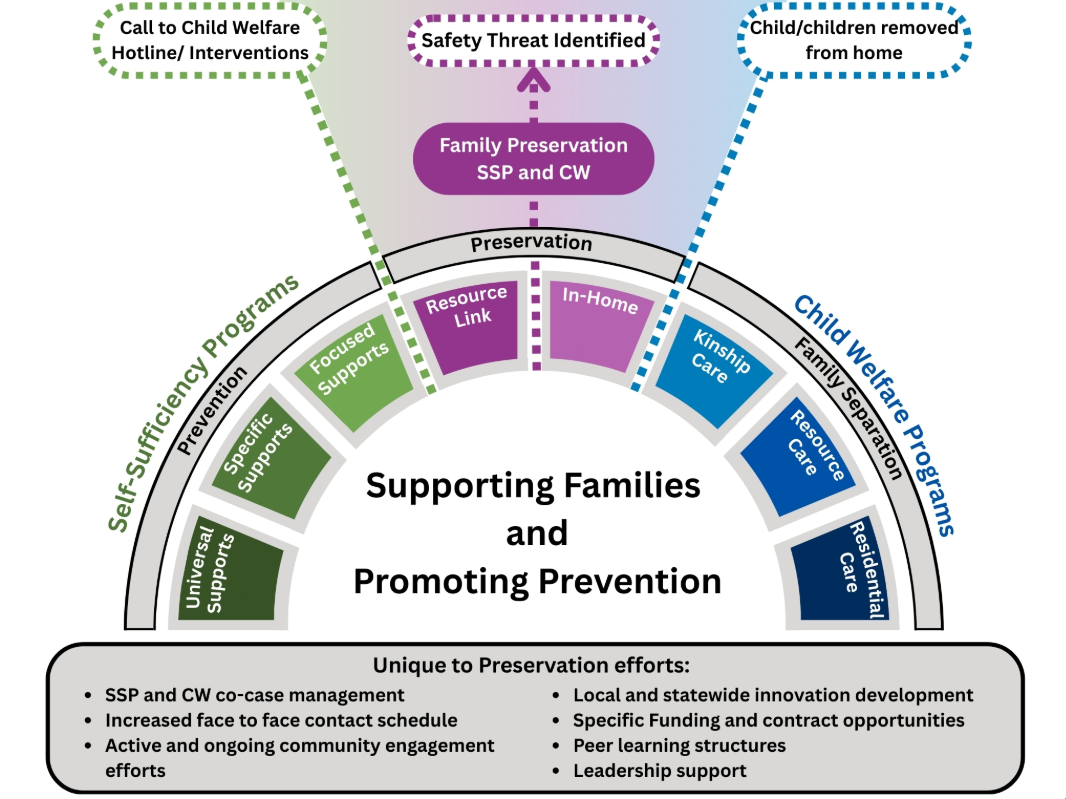 Call to Child Welfare
Hotline/ Interventions
Safety Threat Identified
Child/children removed
from home
Family Preservation
SSP and CW
Preservation
Self-Sufficiency Programs
Prevention
Child Welfare Programs
Family Separation
Universal
Supports
Specific
Supports
Focused
Supports
Resource
Link
In-Home
Kinship
Care
Resource
Care
Residential
Care
Supporting Families
and
Promoting Prevention
Unique to Preservation efforts:
• SSP and CW co-case management
• Increased face to face contact schedule
• Active and ongoing community engagement
efforts
• Local and statewide innovation development
• Specific Funding and contract opportunities
• Peer learning structures
• Leadership support